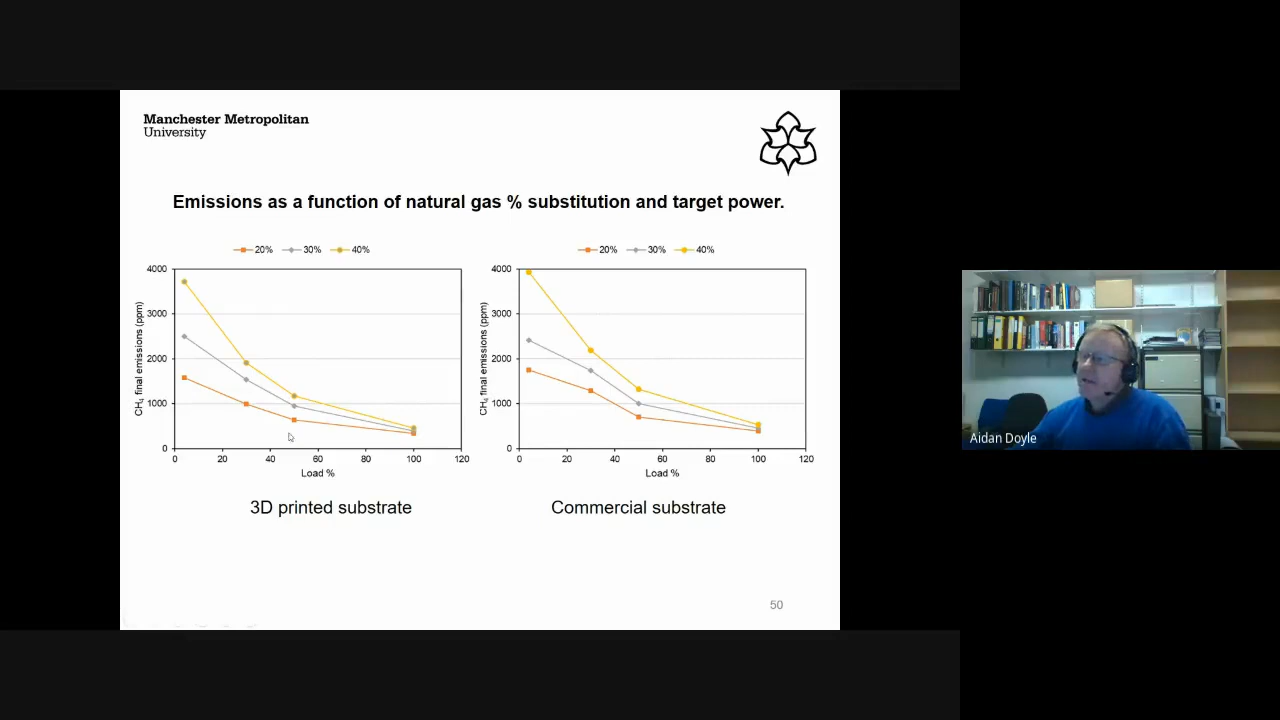 Manchester Metropolitan
University
Emissions as a function of natural gas % substitution and target power.
20% 30% 40%
4000
3000
2000
1000
0
CH4 final emissions (ppm)
0 20 40 60 80 100 120
Load %
3D printed substrate
20% 30% 40%
4000
3000
2000
1000
0
CH4 final emissions (ppm)
0 20 40 60 80 100 120
Load %
Commercial substrate
50
Aidan Doyle